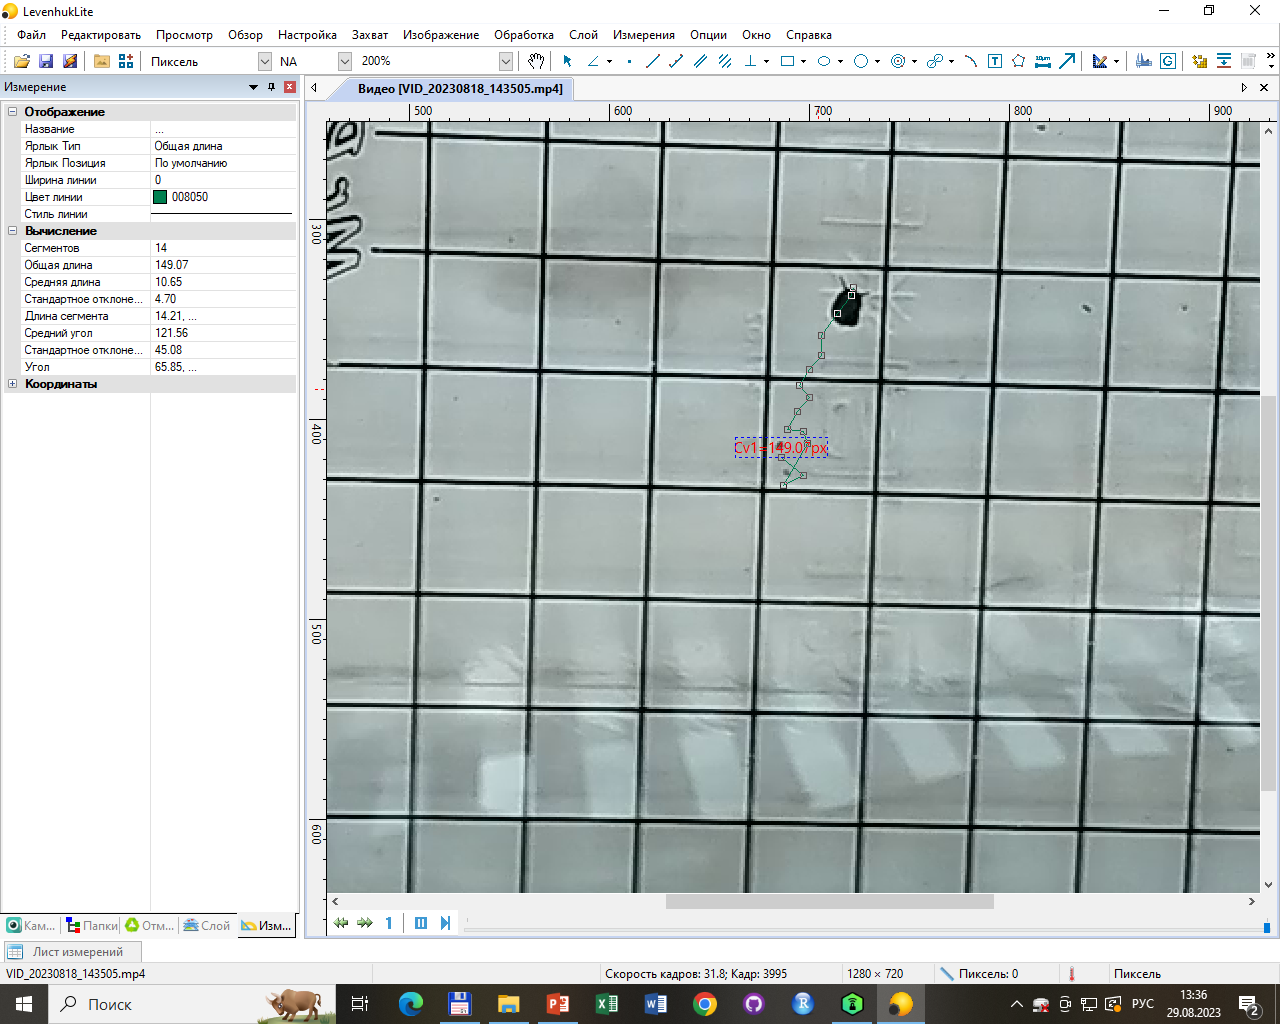 LevenhukLite
Файл Редактировать Просмотр Обзор Настройка Захват Изображение Обработка Слой Измерения Опции Окно Справка
Пиксель NA 200%
Измерение
Видео [VID_20230818_143505.mp4]
500 600 700 800 900
Отображение
Название ...
Ярлык Тип Общая длина
Ярлык Позиция По умолчанию
Ширина линии 0
Цвет линии 008050
Стиль линии
Вычисление
Сегментов 14
Общая длина 149.07
Средняя длина 10.65
Стандартное отклоне... 4.70
Длина сегмента 14.21, ...
Средний угол 121.56
Стандартное отклоне... 45.08
Угол 65.85, ...
Координаты
300
400
500
600
Cv1=149.07px
1
Кам... Папки Отм... Слой Изм...
Лист измерений
VID_20230818_143505.mp4 Скорость кадров: 31.8; Кадр: 3995 1280 × 720 Пиксель: 0 Пиксель
Поиск
РУС
13:36
29.08.2023
2